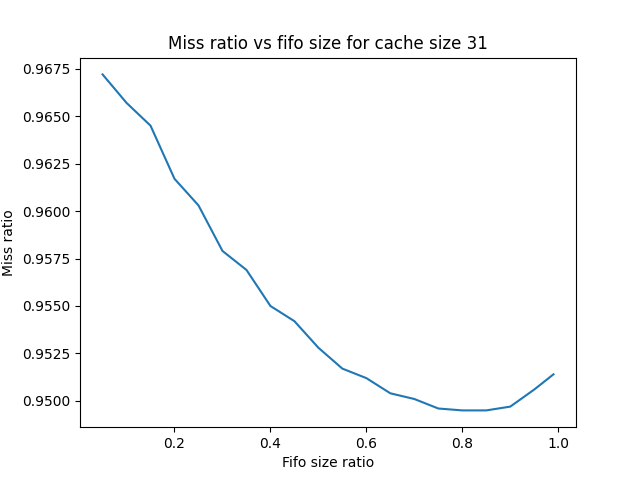 Miss ratio vs fifo size for cache size 31
0.9675
0.9650
0.9625
0.9600
0.9575
0.9550
0.9525
0.9500
Miss ratio
0.2 0.4 0.6 0.8 1.0
Fifo size ratio